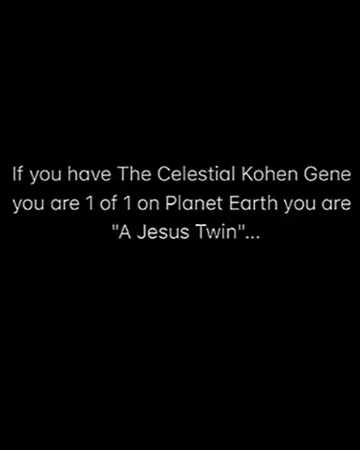 If you have The Celestial Kohen Gene
you are 1 of 1 on Planet Earth you are
"A Jesus Twin"...